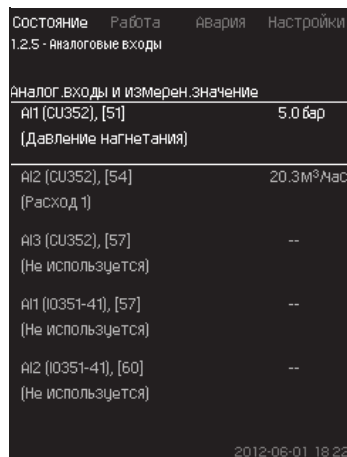 Состояние Работа Авария Настройки
1.2.5 - Аналоговые входы
Аналог.входы и измерен.значение
AI1 (CU352), [51] 5.0 бар
(Давление нагнетания)
AI2 (CU352), [54] 20.3м³/час
(Расход 1)
AI3 (CU352), [57] --
(Не используется)
AI1 (IO351-41), [57] --
(Не используется)
AI2 (IO351-41), [60] --
(Не используется)
2012-06-01 18:22